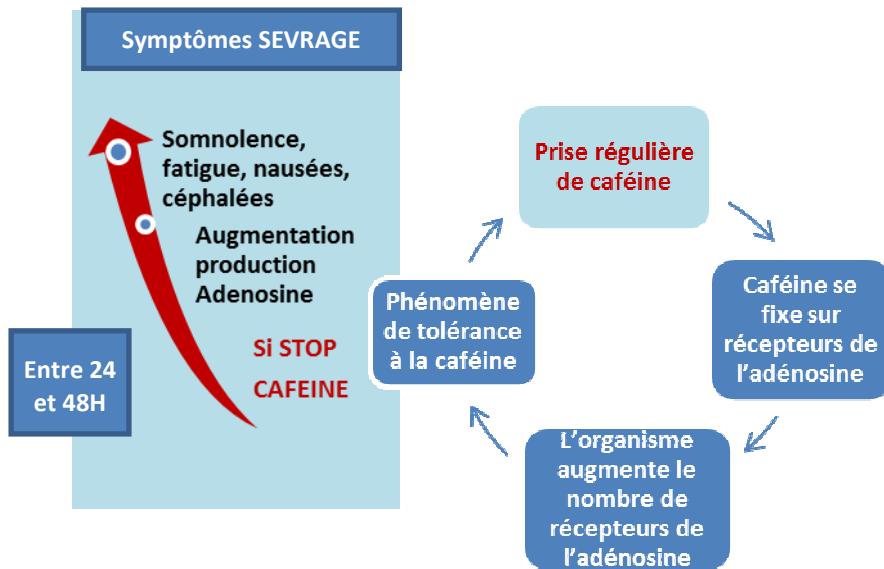 Symptômes SEVRAGE
Somnolence,
fatigue, nausées,
céphalées
Augmentation
production
Adenosine
Si STOP
CAFEINE
Entre 24
et 48H
Prise régulière
de caféine
Caféine se
fixe sur
récepteurs de
l'adénosine
L'organisme
augmente le
nombre de
récepteurs de
l'adénosine
Phénomène
de tolérance
à la caféine